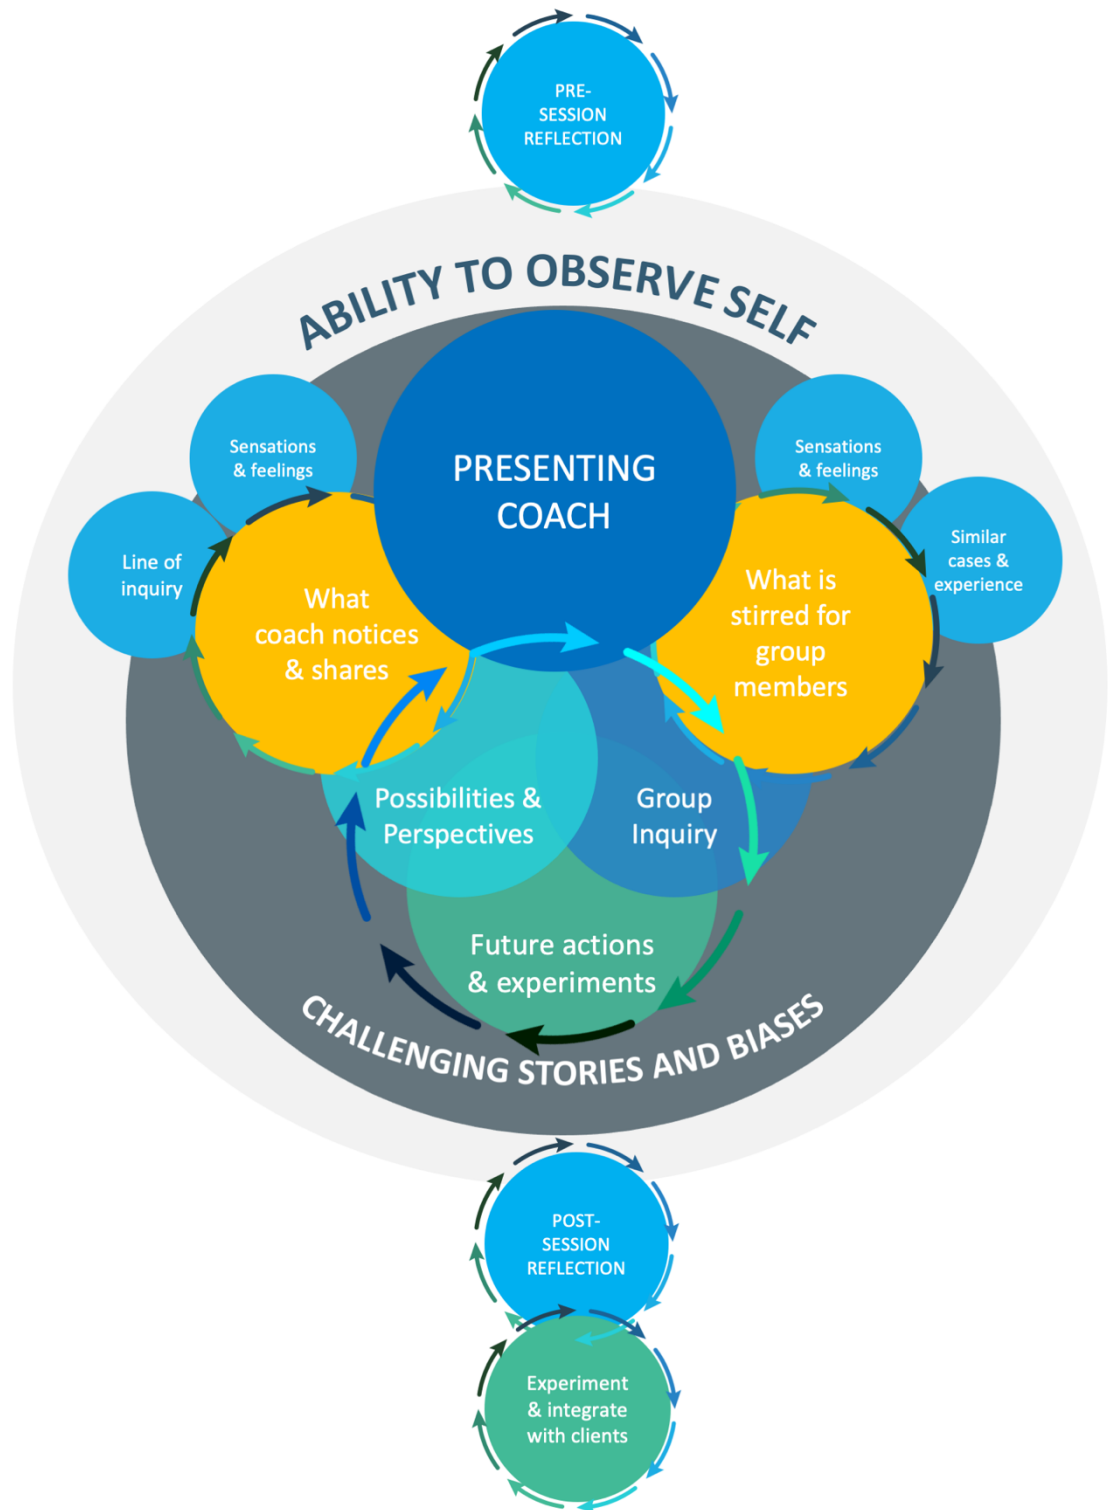 PRE-
SESSION
REFLECTION
ABILITY TO OBSERVE SELF
Sensations
& feelings
Line of
inquiry
PRESENTING
COACH
Sensations
& feelings
Similar
cases &
experience
What
coach notices
& shares
What is
stirred for
group
members
Possibilities &
Perspectives
Group
Inquiry
Future actions
& experiments
CHALLENGING STORIES AND BIASES
POST-
SESSION
REFLECTION
Experiment
& integrate
with clients